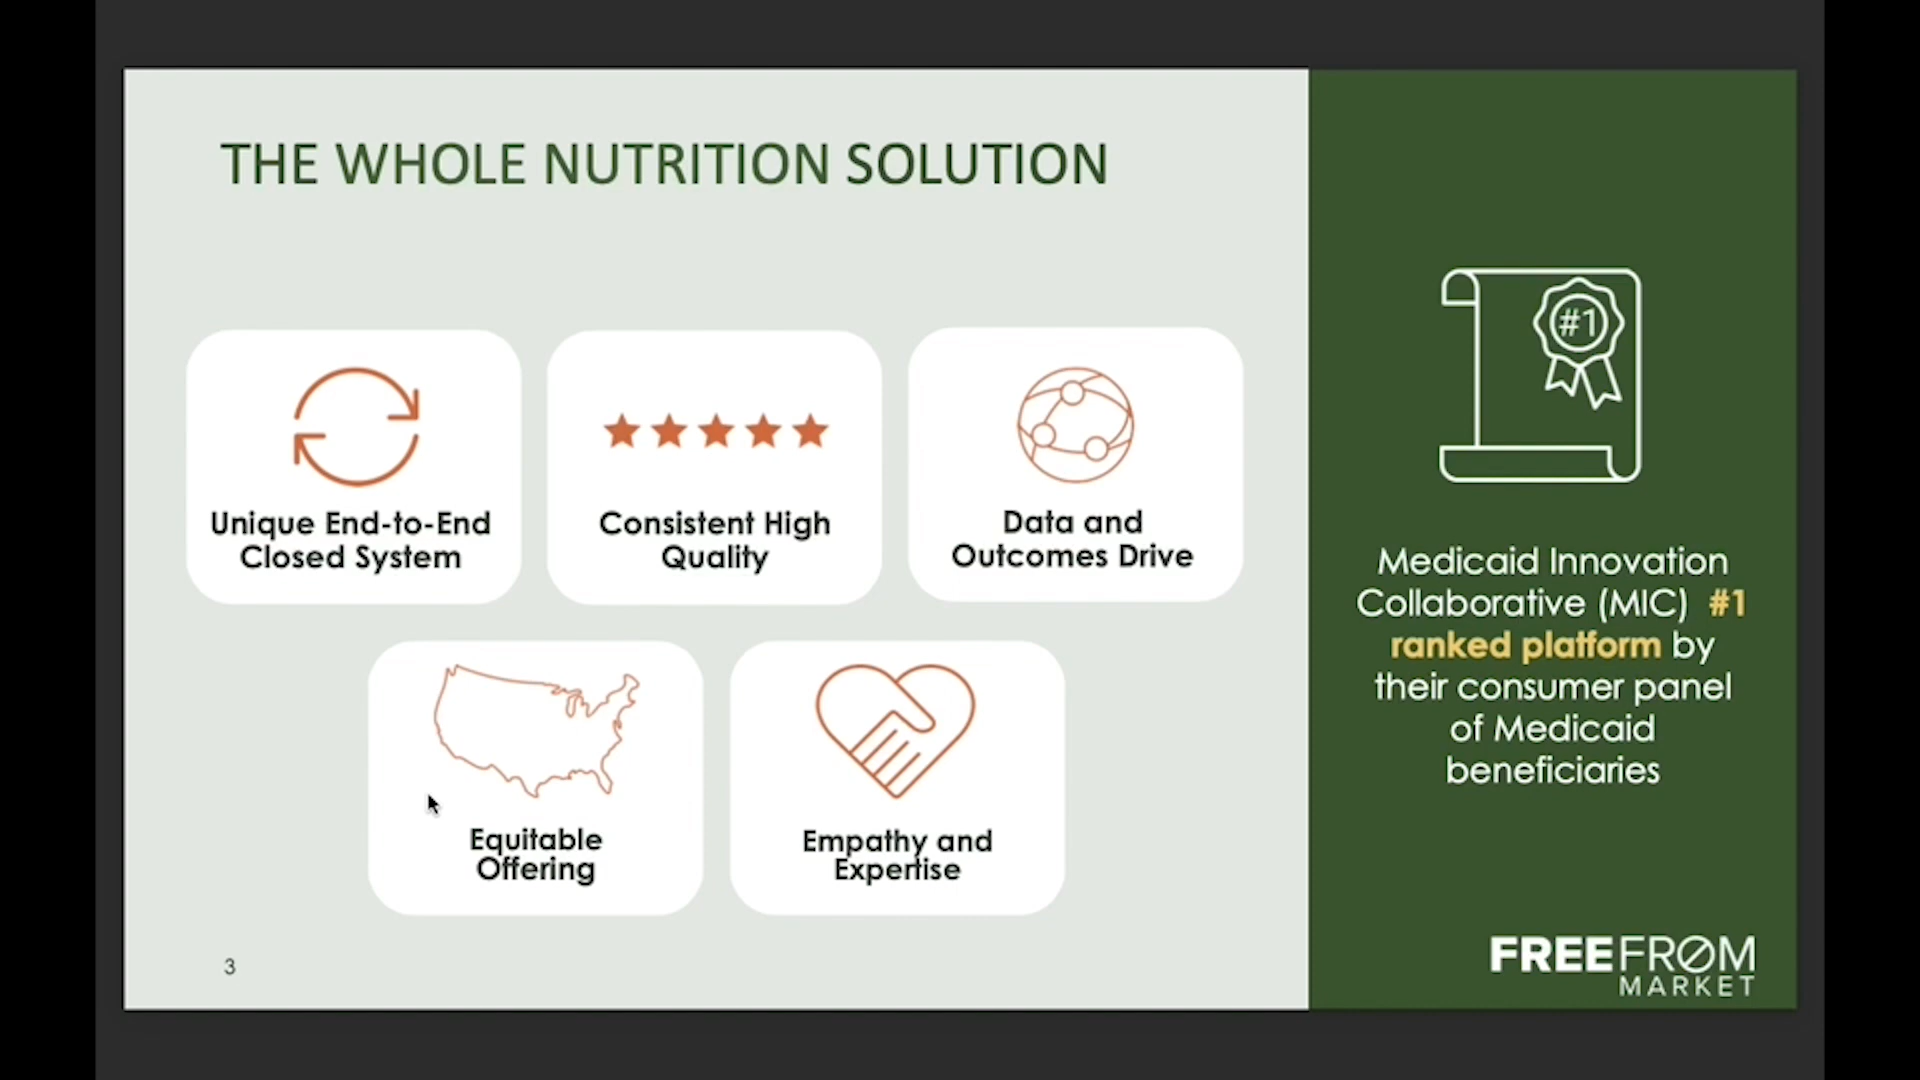 THE WHOLE NUTRITION SOLUTION
Unique End-to-End
Closed System
Consistent High
Quality
Data and
Outcomes Drive
Equitable
Offering
Empathy and
Expertise
3
#1
Medicaid Innovation
Collaborative (MIC) #1
ranked platform by
their consumer panel
of Medicaid
beneficiaries
FREEFROM
MARKET